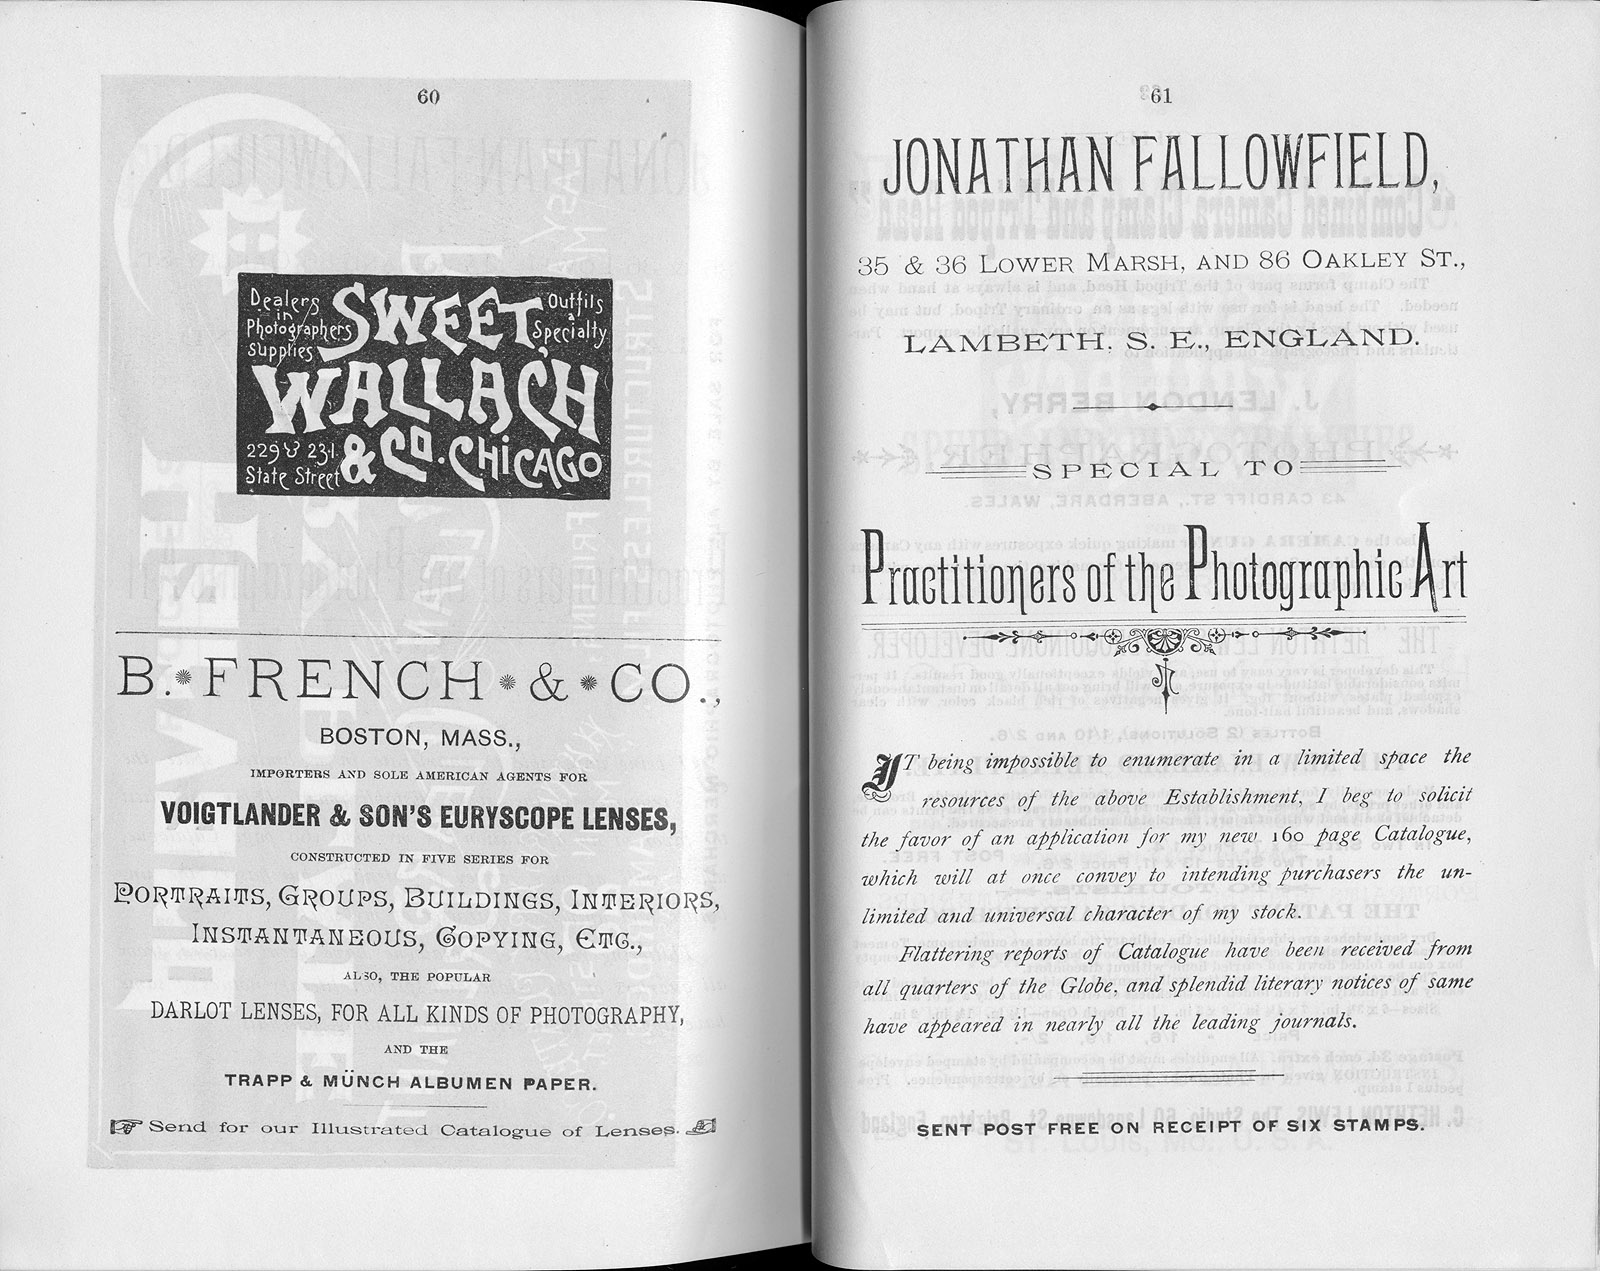 60
Dealers
in
Photographers
Supplies
SWEET,
Outfits
a
Specialty
WALLACH
229 & 231
State Street
& CO. CHICAGO
B. FRENCH & CO.,
BOSTON, MASS.,
IMPORTERS AND SOLE AMERICAN AGENTS FOR
VOIGTLANDER & SON'S EURYSCOPE LENSES,
CONSTRUCTED IN FIVE SERIES FOR
PORTRAITS, GROUPS, BUILDINGS, INTERIORS,
INSTANTANEOUS, COPYING, ETC.,
ALSO, THE POPULAR
DARLOT LENSES, FOR ALL KINDS OF PHOTOGRAPHY,
AND THE
TRAPP & MÜNCH ALBUMEN PAPER.
Send for our Illustrated Catalogue of Lenses.
61
JONATHAN FALLOWFIELD,
35 & 36 LOWER MARSH, AND 86 OAKLEY ST.,
LAMBETH. S. E., ENGLAND.
SPECIAL TO
Practitioners of the Photographic Art
IT being impossible to enumerate in a limited space the
resources of the above Establishment, I beg to solicit
the favor of an application for my new 160 page Catalogue,
which will at once convey to intending purchasers the un-
limited and universal character of my stock.
Flattering reports of Catalogue have been received from
all quarters of the Globe, and splendid literary notices of same
have appeared in nearly all the leading journals.
SENT POST FREE ON RECEIPT OF SIX STAMPS.